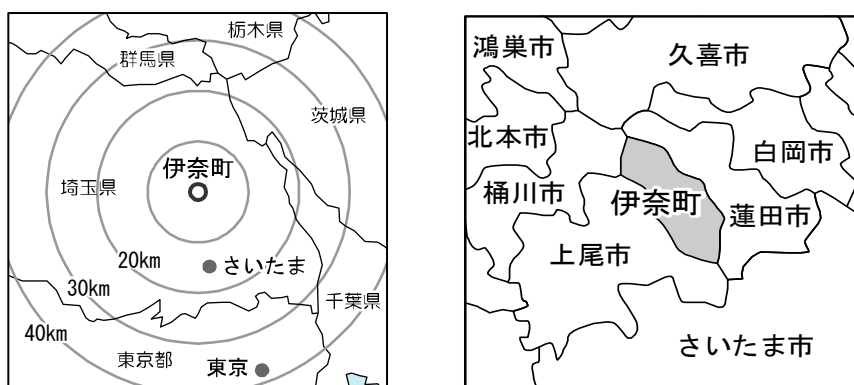 栃木県
群馬県
茨城県
伊奈町
埼玉県
20km
さいたま
30km
千葉県
40km
東京都
東京
鴻巣市
久喜市
北本市
白岡市
桶川市
伊奈町
蓮田市
上尾市
さいたま市